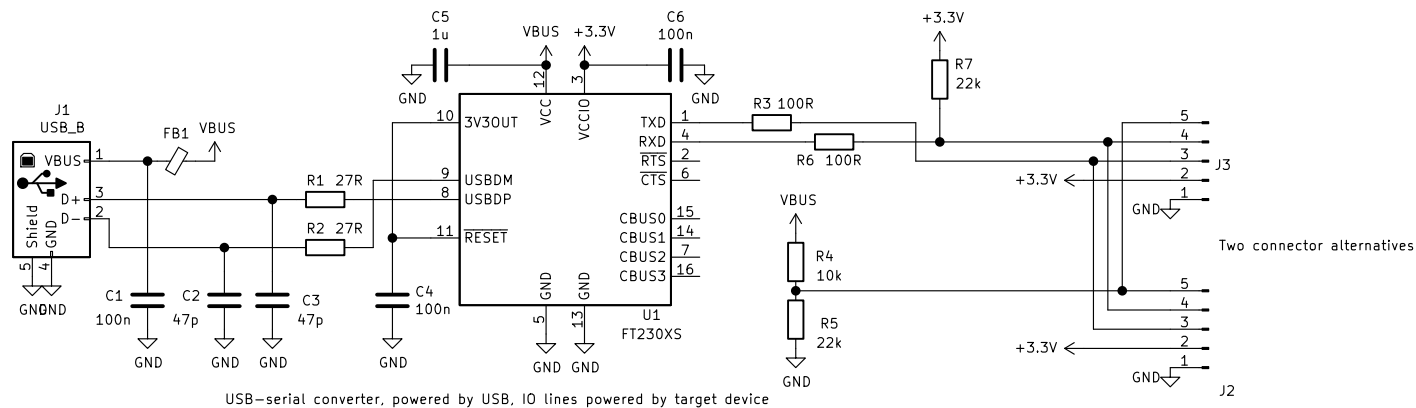 C5
1u
VBUS
+3.3V
C6
100n
GND
12
3
GND
VCC
VCCIO
+3.3V
R7
22k
J1
USB_B
FB1
VBUS
VBUS
1
D+
3
D-
2
Shield
GND
5
4
GND
GND
C1
100n
GND
C2
47p
GND
C3
47p
GND
R1 27R
R2 27R
C4
100n
GND
10
3V3OUT
9
USBDM
8
USBDP
11
RESET
TXD
1
RXD
4
RTS
2
CTS
6
CBUS0
15
CBUS1
14
CBUS2
7
CBUS3
16
GND
GND
5
13
GND
GND
U1
FT230XS
R3 100R
R6 100R
VBUS
R4
10k
R5
22k
GND
5
4
3
2
1
J3
+3.3V
GND
Two connector alternatives
5
4
3
2
1
+3.3V
GND
J2
USB-serial converter, powered by USB, IO lines powered by target device